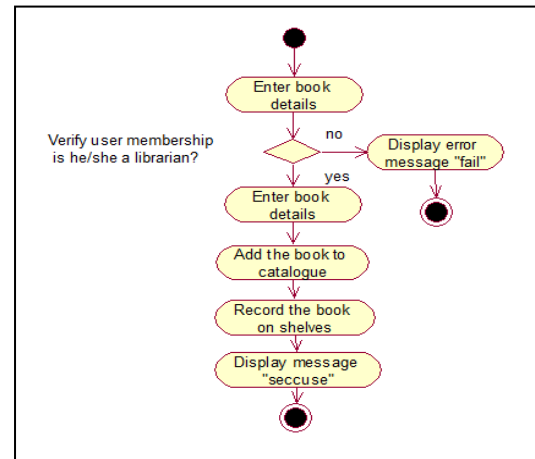 Enter book
details
Verify user membership
is he/she a librarian?
no
Display error
message "fail"
yes
Enter book
details
Add the book to
catalogue
Record the book
on shelves
Display message
"seccuse"